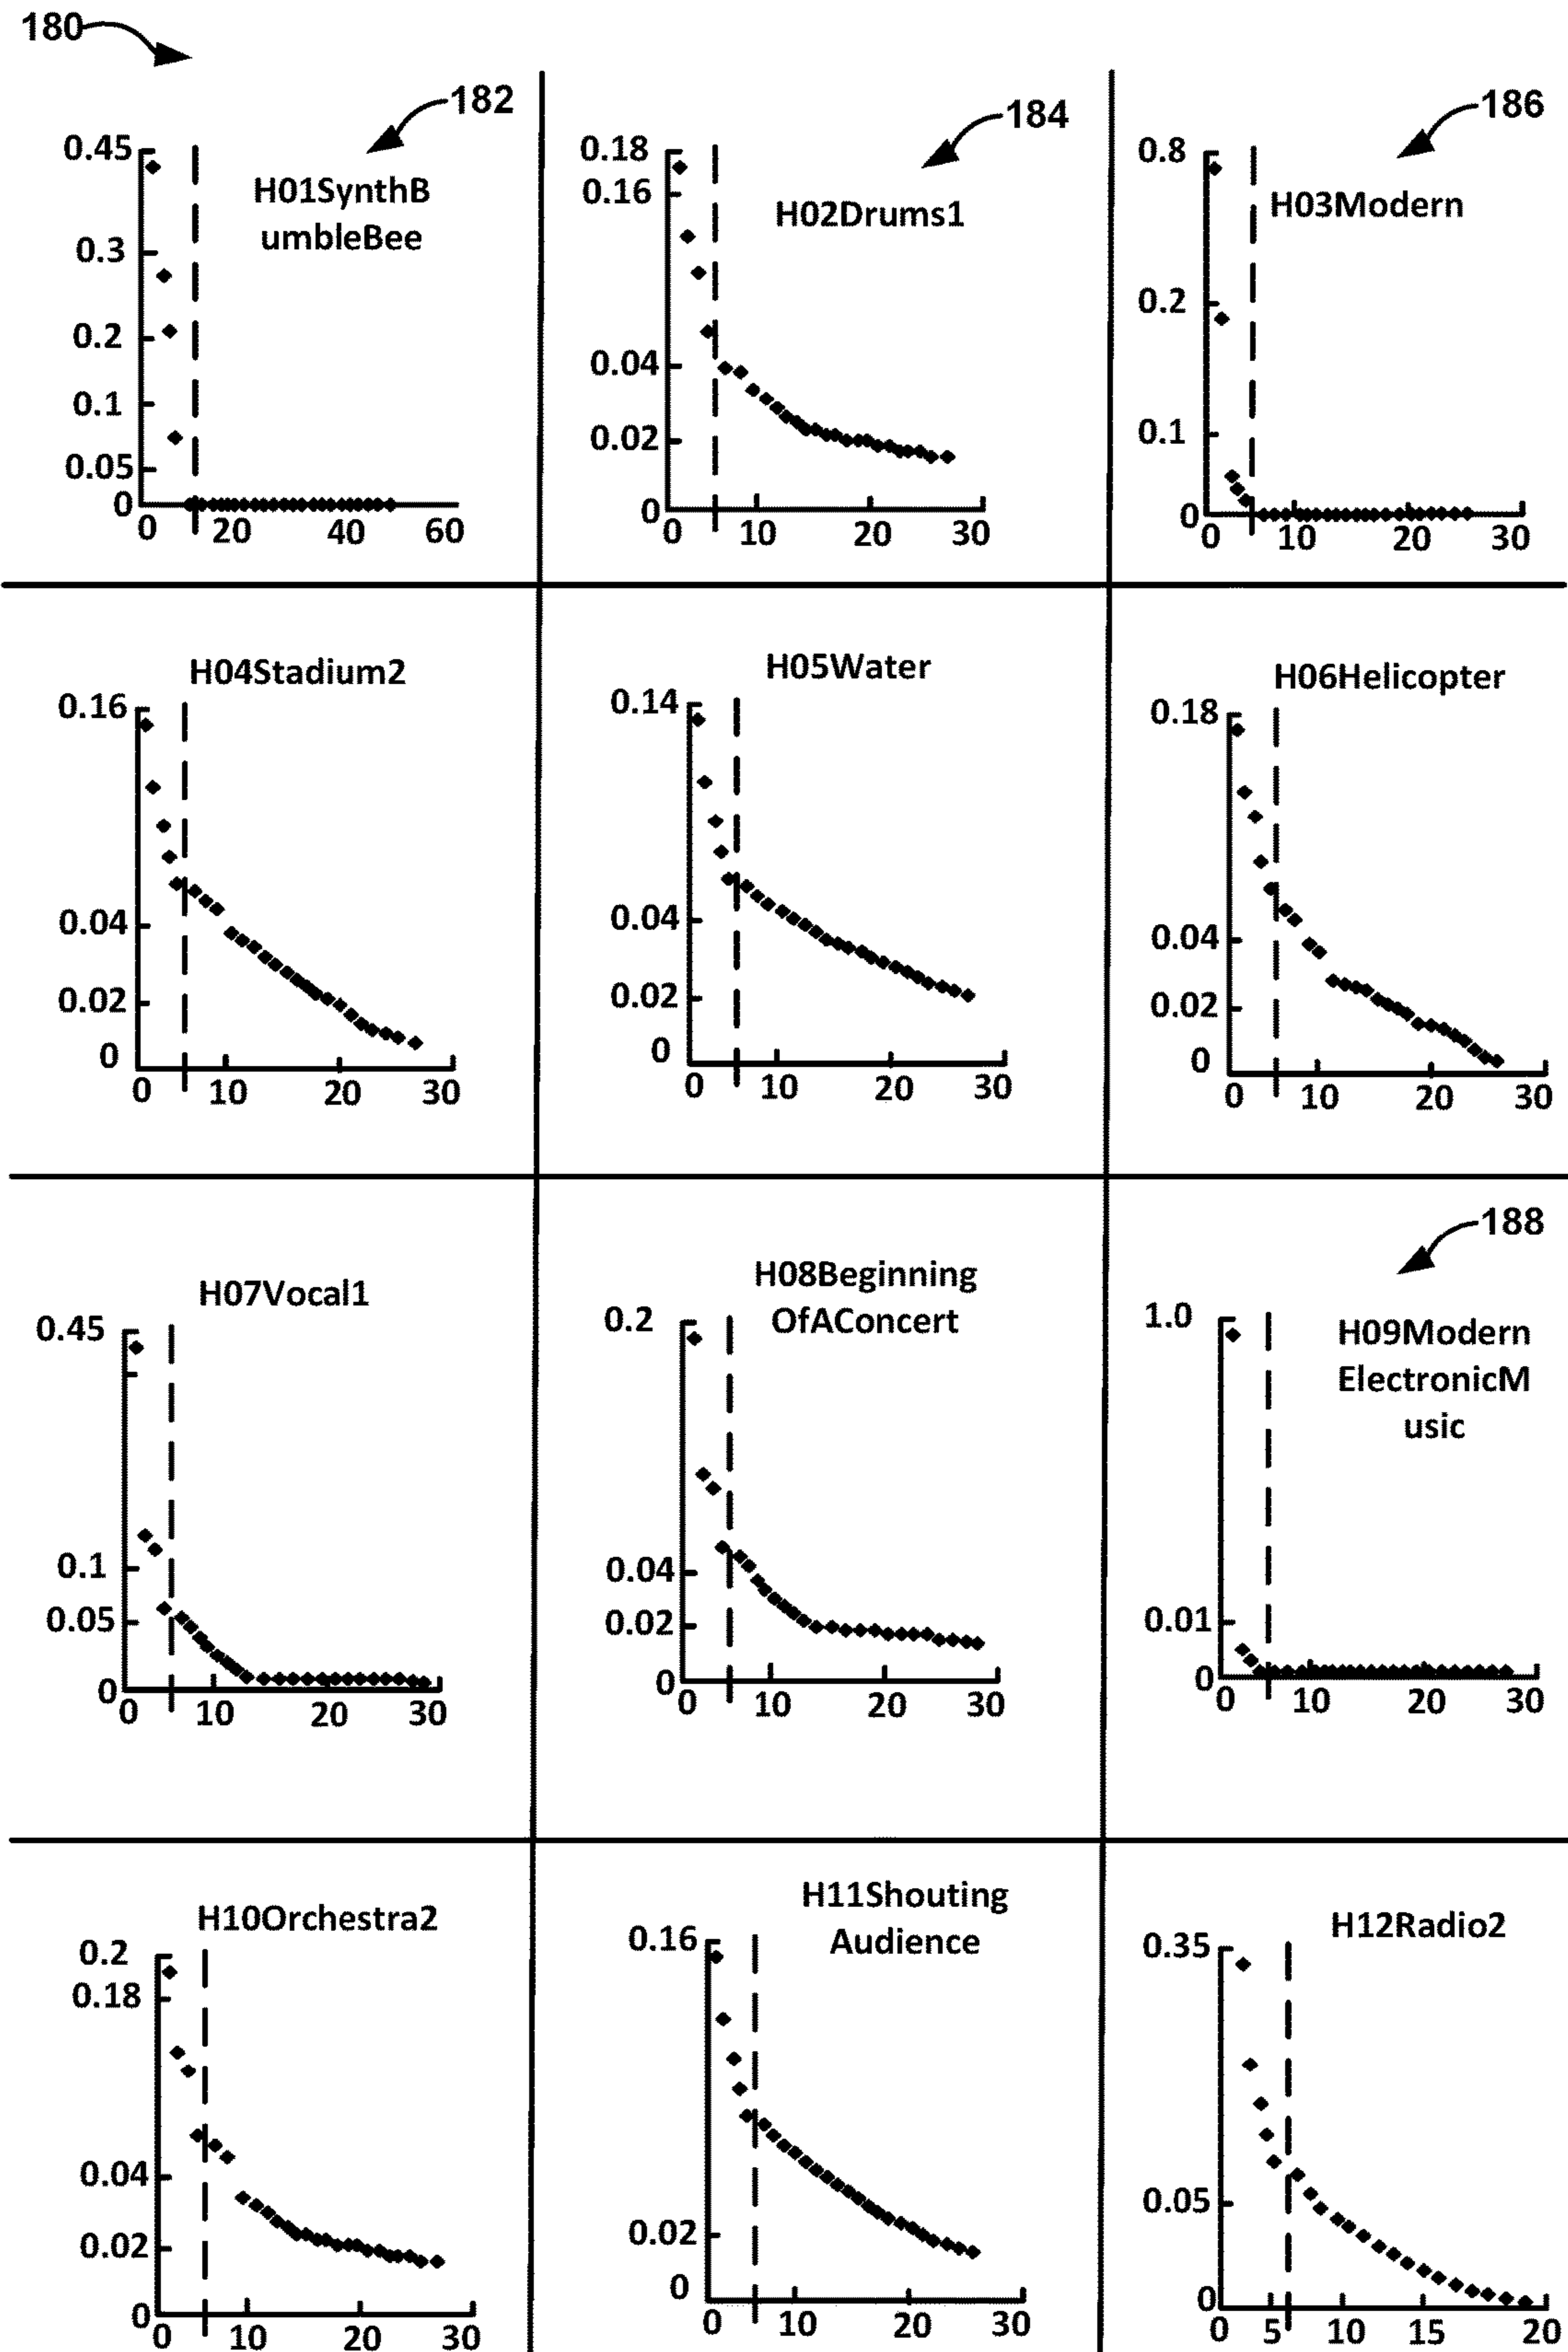 180
182
0.45
0.3
0.2
0.1
0.05
0
H01SynthB
umbleBee
0 20 40 60
184
0.18
0.16
0.04
0.02
0
H02Drums1
0 10 20 30
186
0.8
0.2
0.1
0
H03Modern
0 10 20 30
H04Stadium2
0.16
0.04
0.02
0
0 10 20 30
H05Water
0.14
0.04
0.02
0
0 10 20 30
H06Helicopter
0.18
0.04
0.02
0
0 10 20 30
H07Vocal1
0.45
0.1
0.05
0
0 10 20 30
H08Beginning
OfAConcert
0.2
0.04
0.02
0
0 10 20 30
188
1.0
0.01
0
H09Modern
ElectronicM
usic
0 10 20 30
H10Orchestra2
0.2
0.18
0.04
0.02
0
0 10 20 30
H11Shouting
Audience
0.16
0.02
0
0 10 20 30
H12Radio2
0.35
0.05
0
0 5 10 15 20